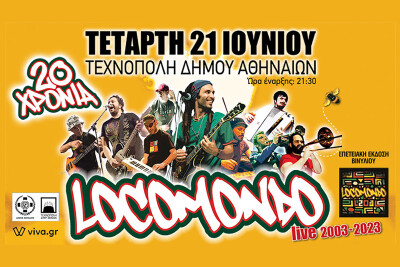 ΤΕΤΑΡΤΗ 21 ΙΟΥΝΙΟΥ
ΤΕΧΝΟΠΟΛΗ ΔΗΜΟΥ ΑΘΗΝΑΙΩΝ
Ώρα έναρξης: 21:30
20
ΧΡΟΝΙΑ
ΕΠΕΤΕΙΑΚΗ ΕΚΔΟΣΗ
ΒΙΝΥΛΙΟΥ
LOCOMONDO
LOCOMONDO
live 2003-2023
viva.gr